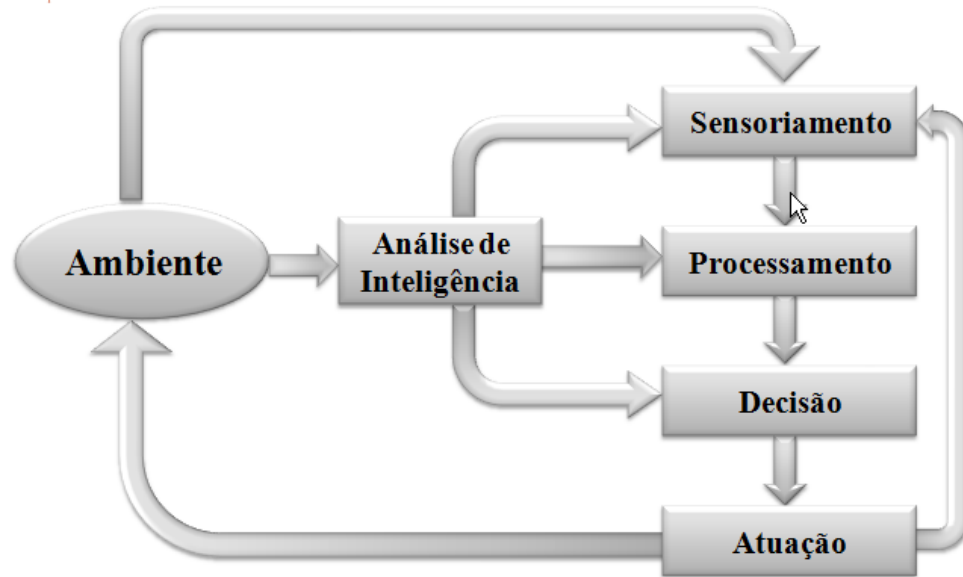 Sensoriamento
Ambiente
Análise de
Inteligência
Processamento
Decisão
Atuação